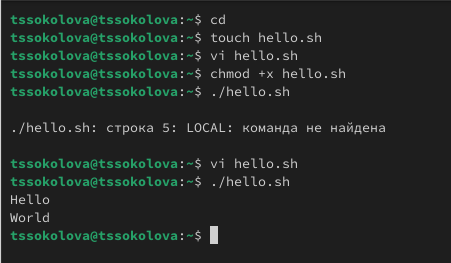 tssokolova@tssokolova:~$ cd
tssokolova@tssokolova:~$ touch hello.sh
tssokolova@tssokolova:~$ vi hello.sh
tssokolova@tssokolova:~$ chmod +x hello.sh
tssokolova@tssokolova:~$ ./hello.sh
./hello.sh: строка 5: LOCAL: команда не найдена
tssokolova@tssokolova:~$ vi hello.sh
tssokolova@tssokolova:~$ ./hello.sh
Hello
World
tssokolova@tssokolova:~$